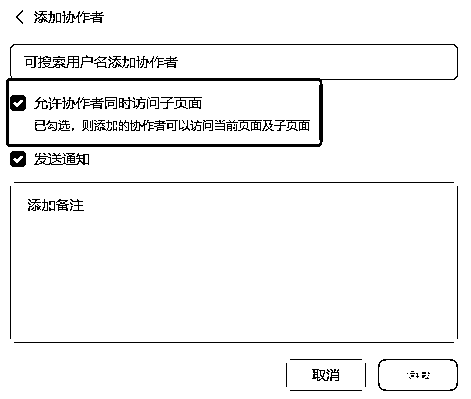 添加协作者
可搜索用户名添加协作者
允许协作者同时访问子页面
已勾选，则添加的协作者可以访问当前页面及子页面
发送通知
添加备注
取消